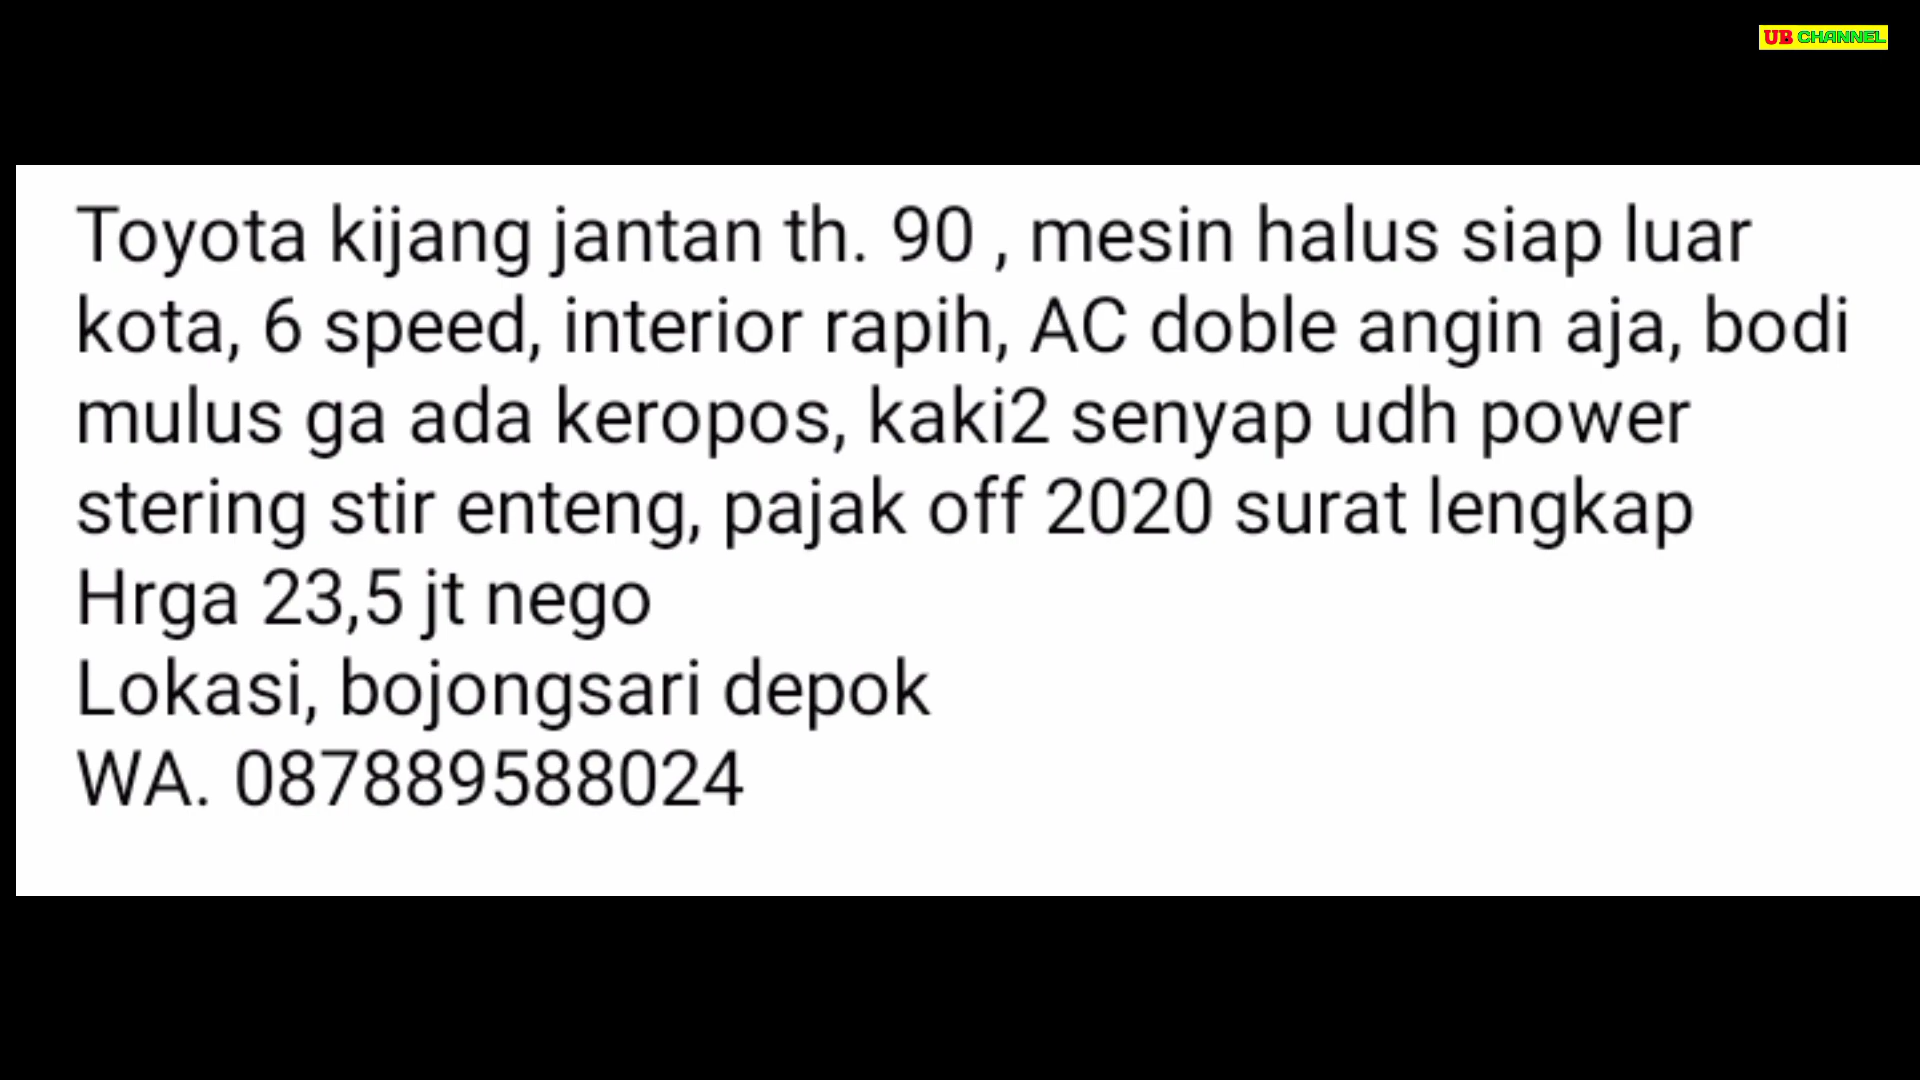 UB CHANNEL
Toyota kijang jantan th. 90 , mesin halus siap luar
kota, 6 speed, interior rapih, AC doble angin aja, bodi
mulus ga ada keropos, kaki2 senyap udh power
stering stir enteng, pajak off 2020 surat lengkap
Hrga 23,5 jt nego
Lokasi, bojongsari depok
WA. 087889588024